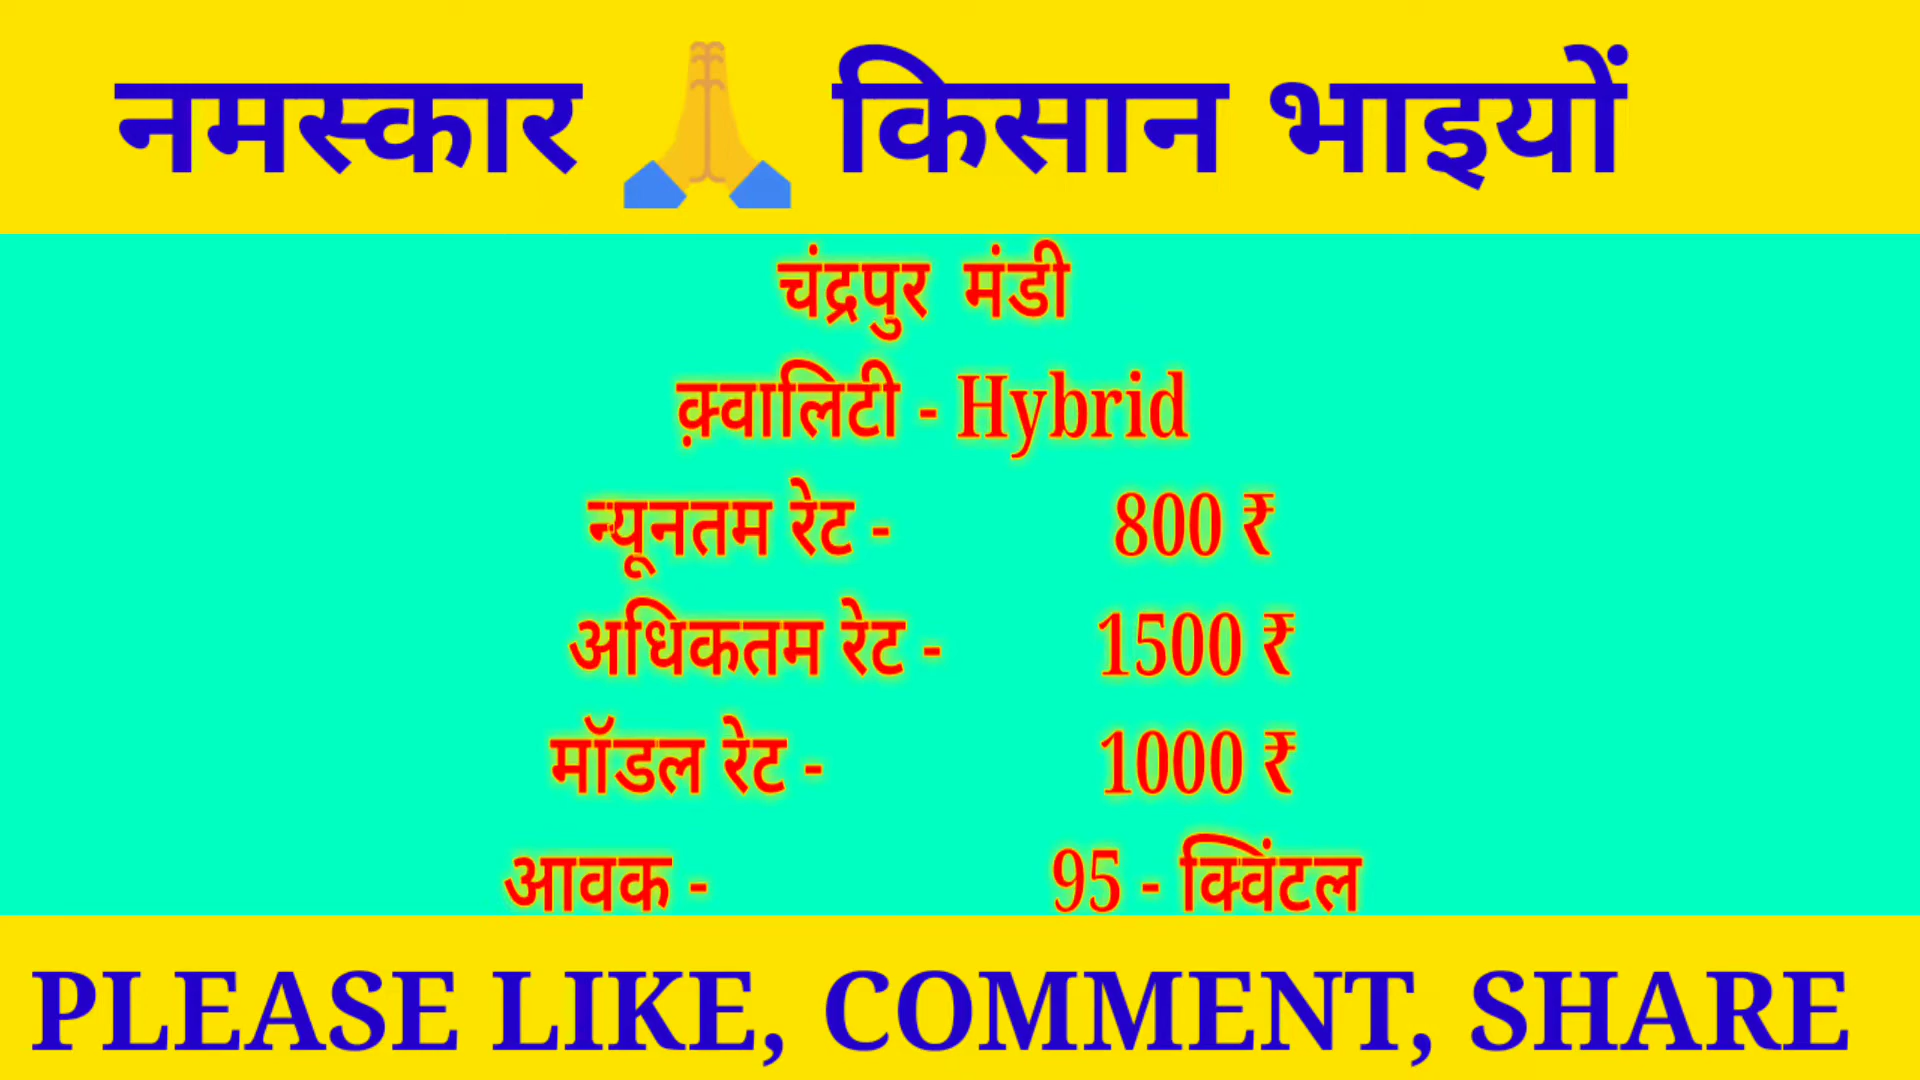 नमस्कार 🙏 किसान भाइयों
चंद्रपुर मंडी
क़्वालिटी - Hybrid
न्यूनतम रेट - 800 ₹
अधिकतम रेट - 1500 ₹
मॉडल रेट - 1000 ₹
आवक - 95 - क्विंटल
PLEASE LIKE, COMMENT, SHARE